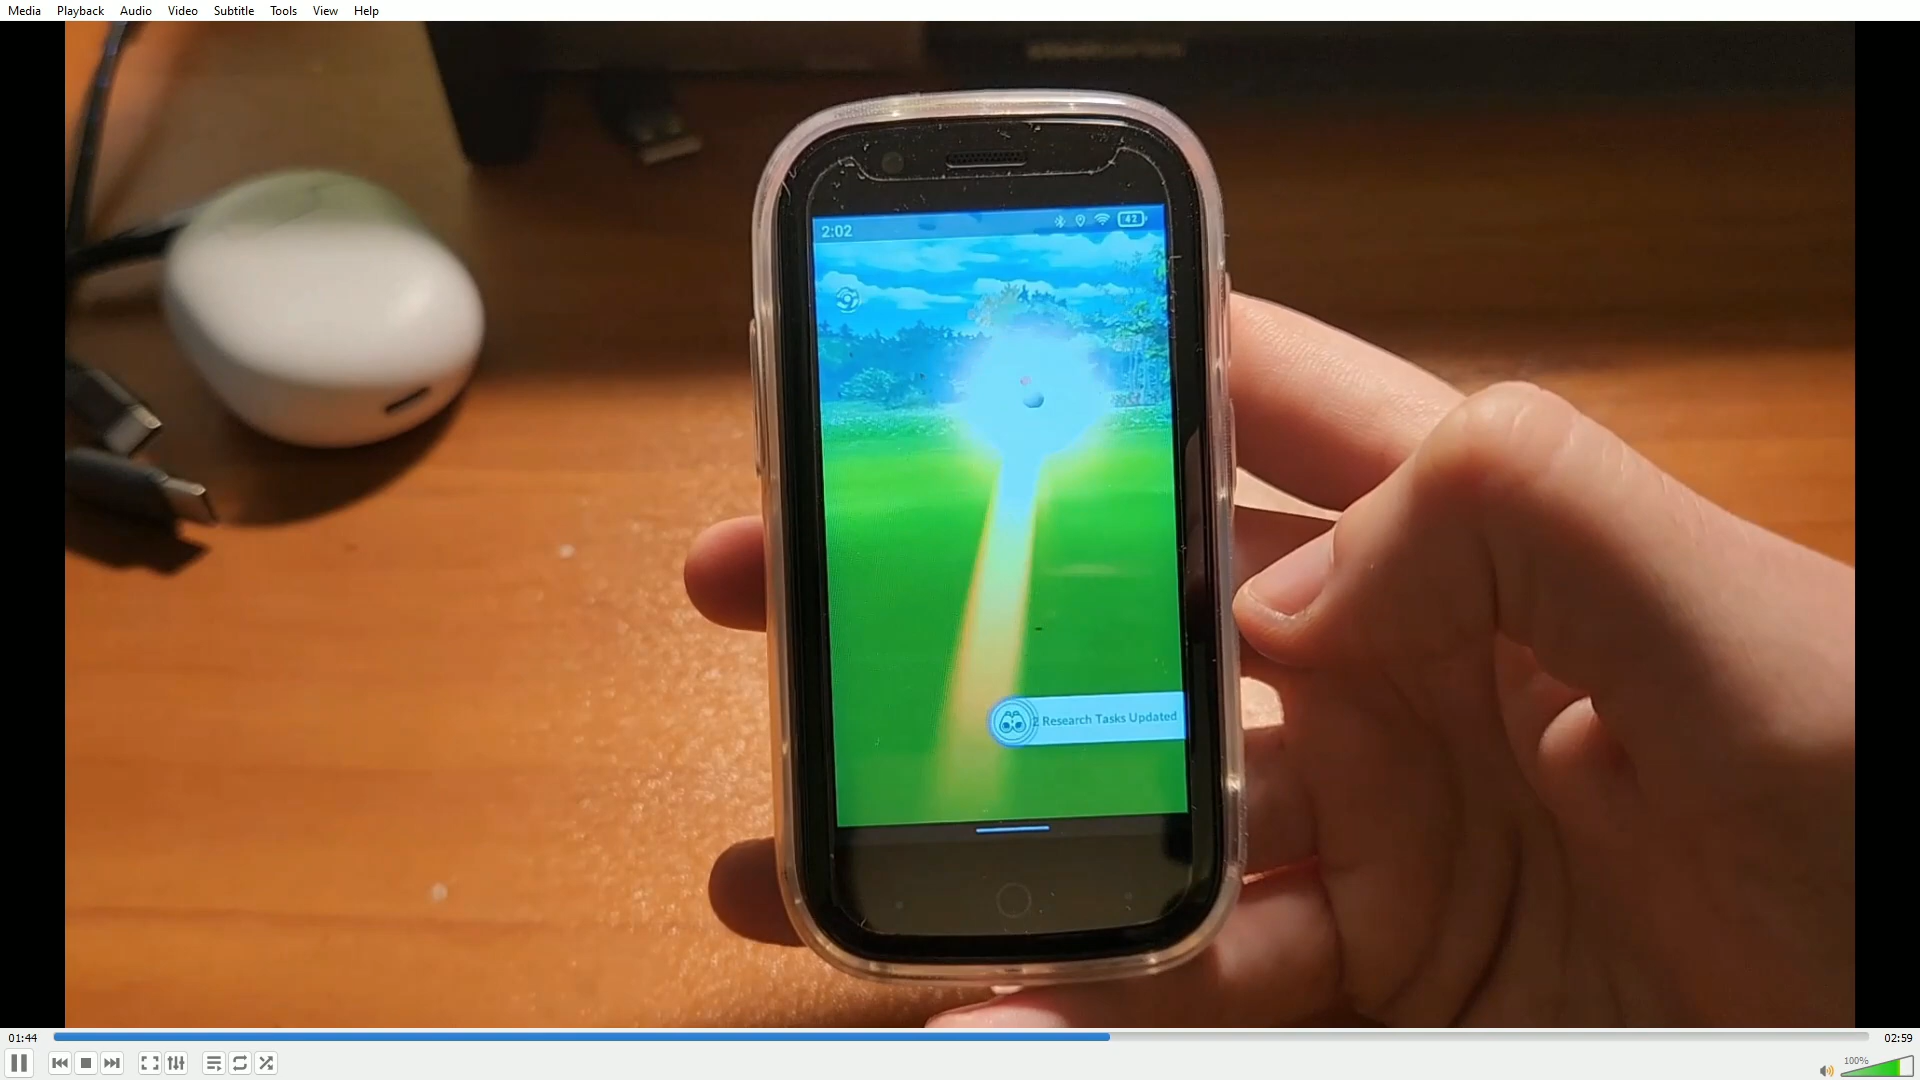 Media Playback Audio Video Subtitle Tools View Help
2:02 42
2 Research Tasks Updated
01:44 02:59
100%